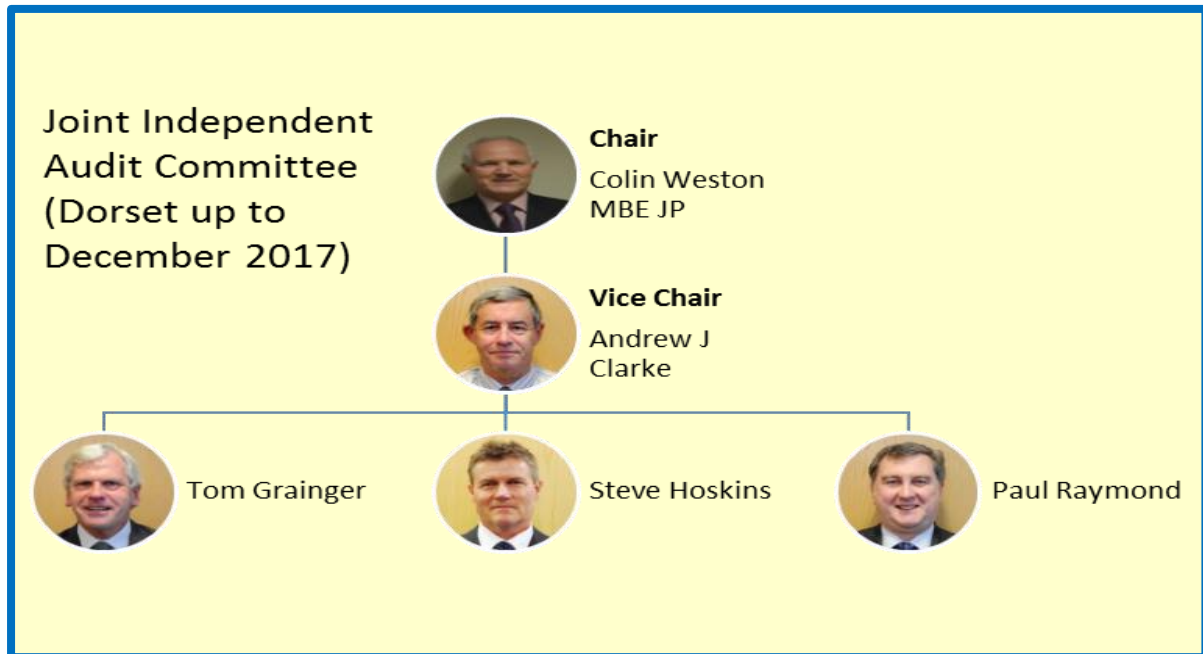 Joint Independent
Audit Committee
(Dorset up to
December 2017)
Chair
Colin Weston
MBE JP
Vice Chair
Andrew J
Clarke
Tom Grainger
Steve Hoskins
Paul Raymond